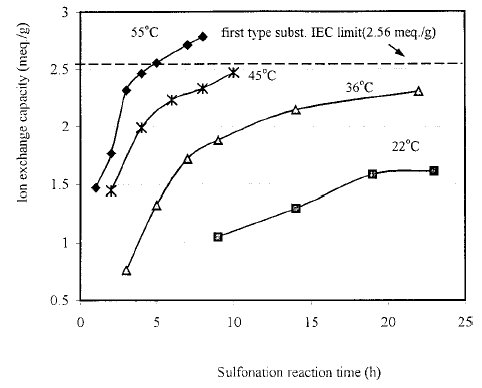 3
55°C
first type subst. IEC limit(2.56 meq./g)
2.5
45°C
36°C
2
22°C
1.5
1
0.5
0
5
10
15
20
25
Ion exchange capacity (meq./g)
Sulfonation reaction time (h)